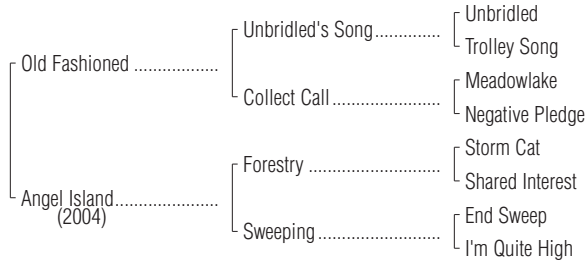 Unbridled
Unbridled's Song..............
Trolley Song
Old Fashioned ..................
Meadowlake
Collect Call.......................
Negative Pledge
Storm Cat
Forestry ............................
Shared Interest
Angel Island......................
(2004)
End Sweep
Sweeping..........................
I'm Quite High